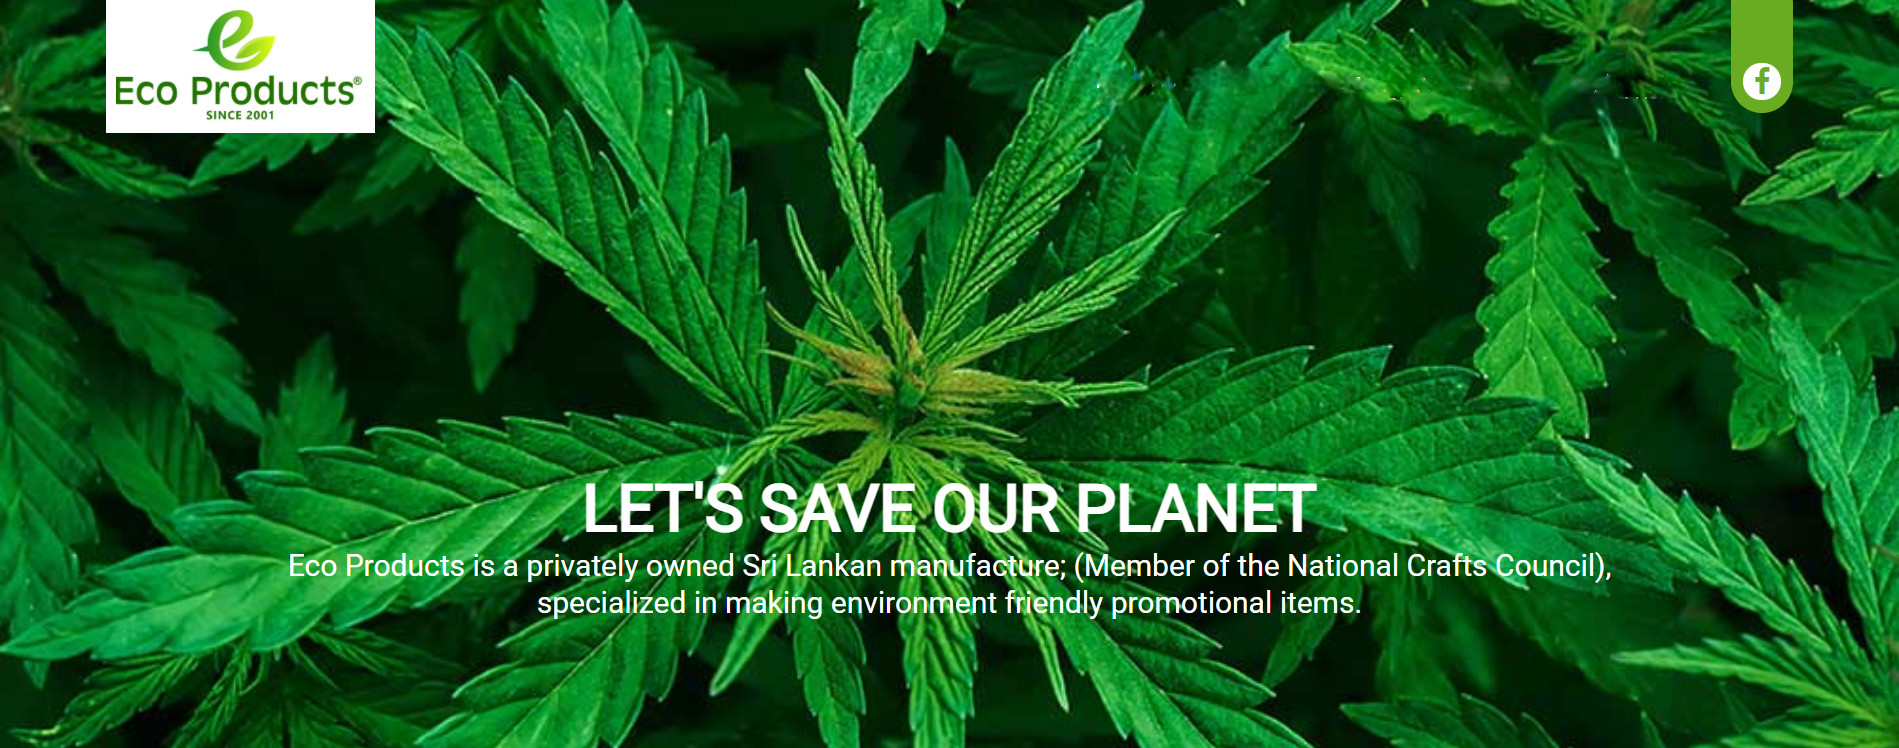 Eco Products®
SINCE 2001
LET'S SAVE OUR PLANET
Eco Products is a privately owned Sri Lankan manufacture; (Member of the National Crafts Council),
specialized in making environment friendly promotional items.